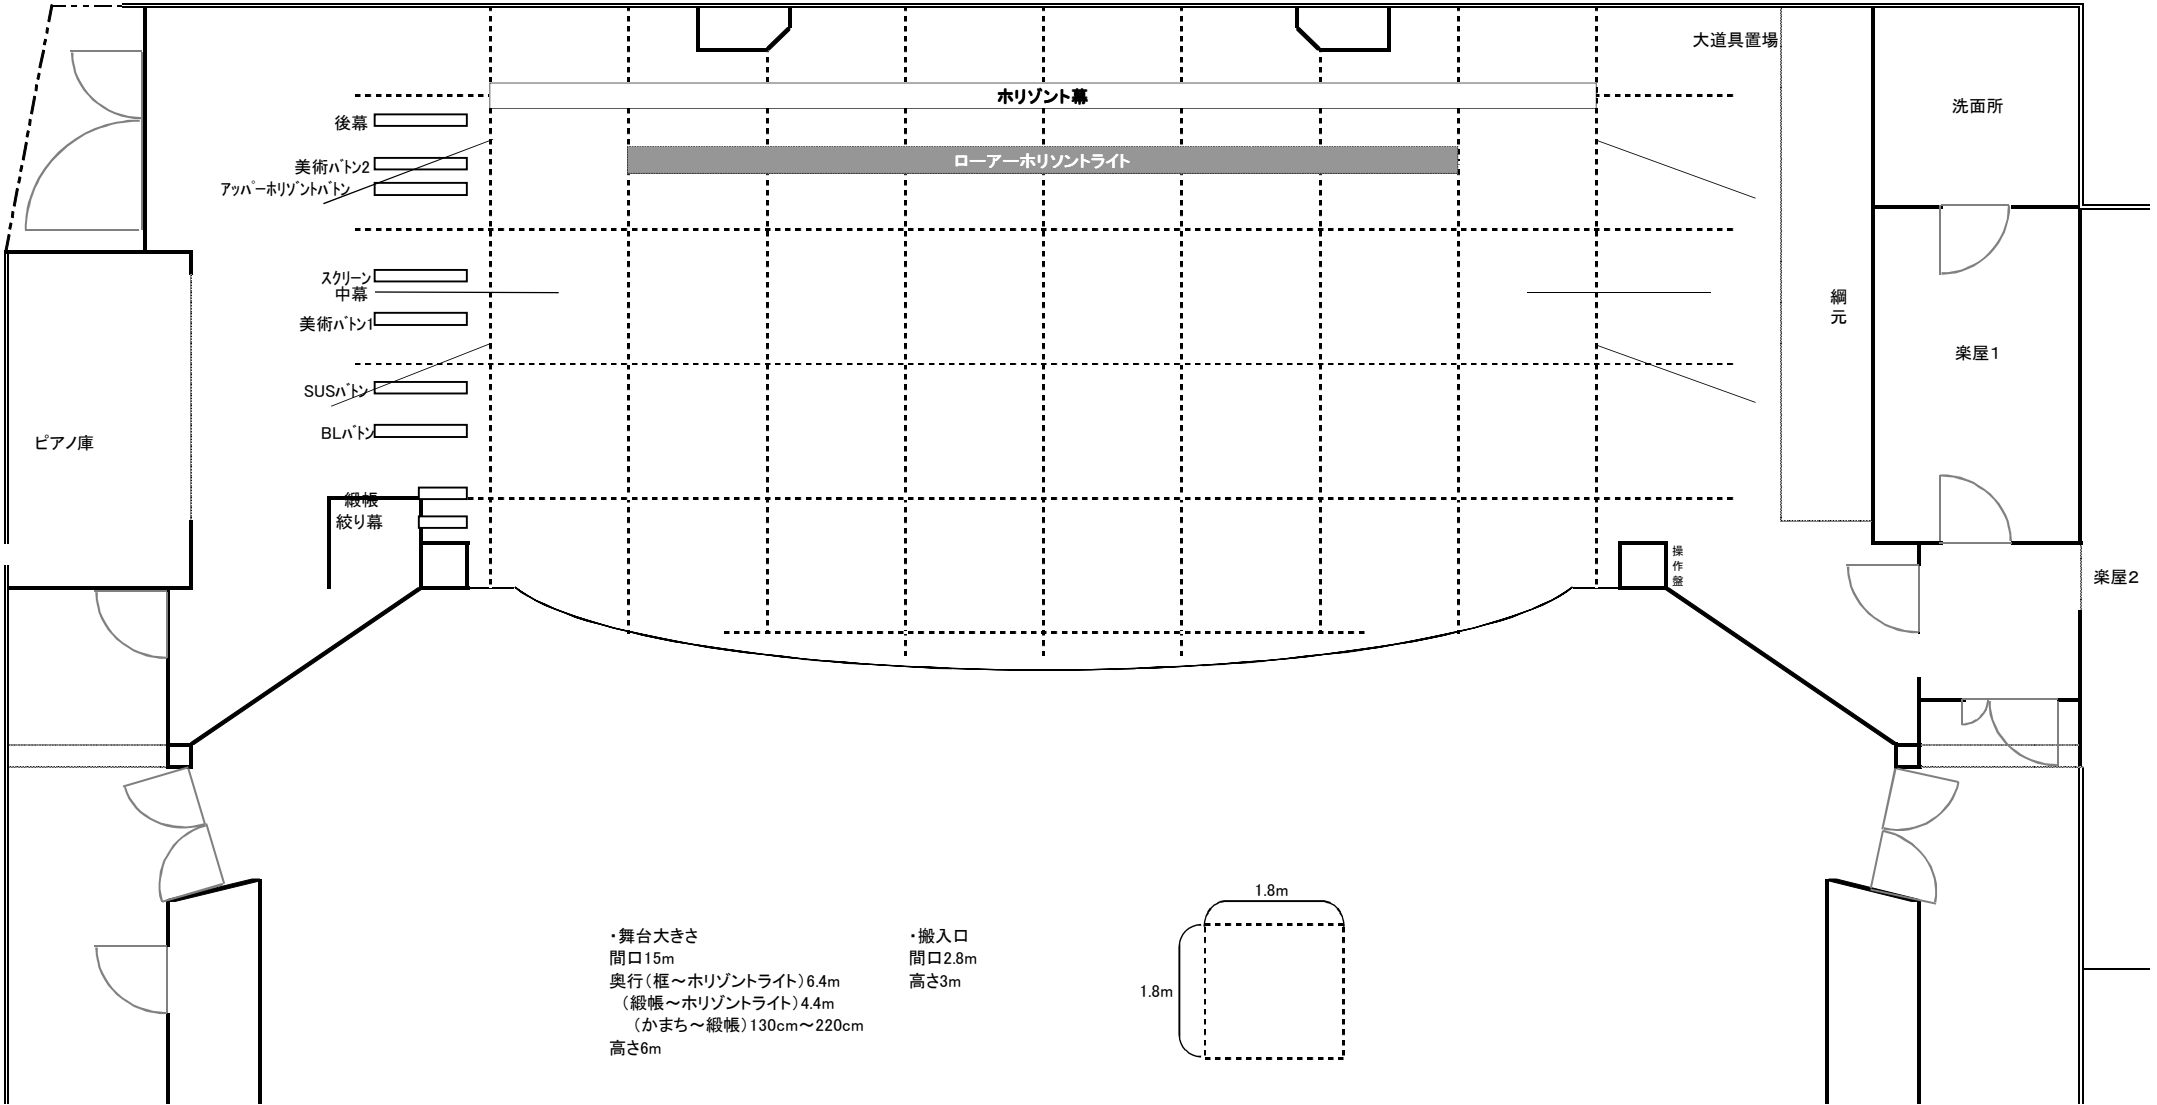 大道具置場
ホリゾント幕
洗面所
後幕
ローアーホリソントライト
美術バトン2
アッパーホリゾントバトン
スクリーン
中幕
綱
元
美術バトン1
楽屋1
SUSバトン
BLバトン
ピアノ庫
緞帳
絞り幕
操
作
盤
楽屋2
1.8m
・舞台大きさ
間口15m
奥行(框～ホリゾントライト)6.4m
(緞帳～ホリゾントライト)4.4m
(かまち～緞帳)130cm～220cm
高さ6m
・搬入口
間口2.8m
高さ3m
1.8m